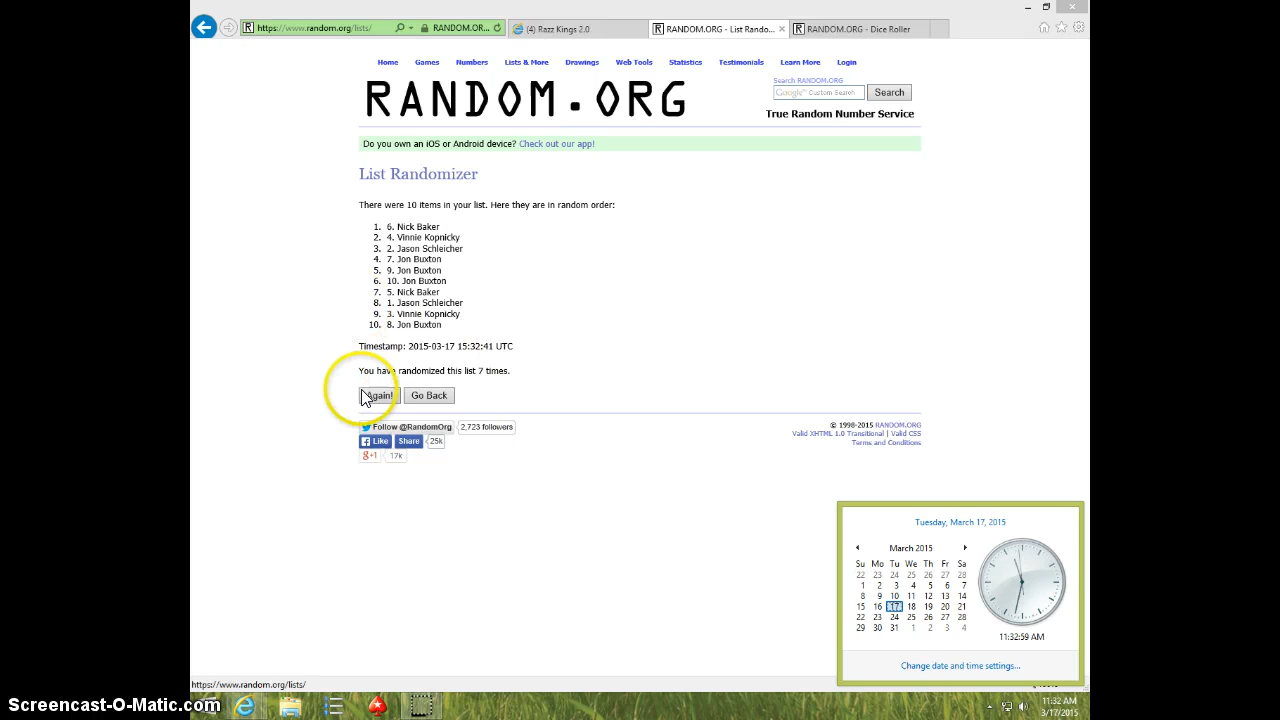 https://www.random.org/lists/
RANDOM.OR...
(4) Razz Kings 2.0
RANDOM.ORG - List Rando...
RANDOM.ORG - Dice Roller
Home Games Numbers Lists & More Drawings Web Tools Statistics Testimonials Learn More Login
RANDOM.ORG
Search RANDOM.ORG
Google™ Custom Search
Search
True Random Number Service
Do you own an iOS or Android device? Check out our app!
List Randomizer
There were 10 items in your list. Here they are in random order:
1. 6. Nick Baker
2. 4. Vinnie Kopnicky
3. 2. Jason Schleicher
4. 7. Jon Buxton
5. 9. Jon Buxton
6. 10. Jon Buxton
7. 5. Nick Baker
8. 1. Jason Schleicher
9. 3. Vinnie Kopnicky
10. 8. Jon Buxton
Timestamp: 2015-03-17 15:32:41 UTC
You have randomized this list 7 times.
Again! Go Back
Follow @RandomOrg 2,723 followers
Like Share 25k
g+1 17k
© 1998-2015 RANDOM.ORG
Valid XHTML 1.0 Transitional | Valid CSS
Terms and Conditions
Tuesday, March 17, 2015
March 2015
Su Mo Tu We Th Fr Sa
22 23 24 25 26 27 28
1 2 3 4 5 6 7
8 9 10 11 12 13 14
15 16 17 18 19 20 21
22 23 24 25 26 27 28
29 30 31 1 2 3 4
11:32:59 AM
Change date and time settings...
https://www.random.org/lists/
11:32 AM
3/17/2015
Screencast-O-Matic.com